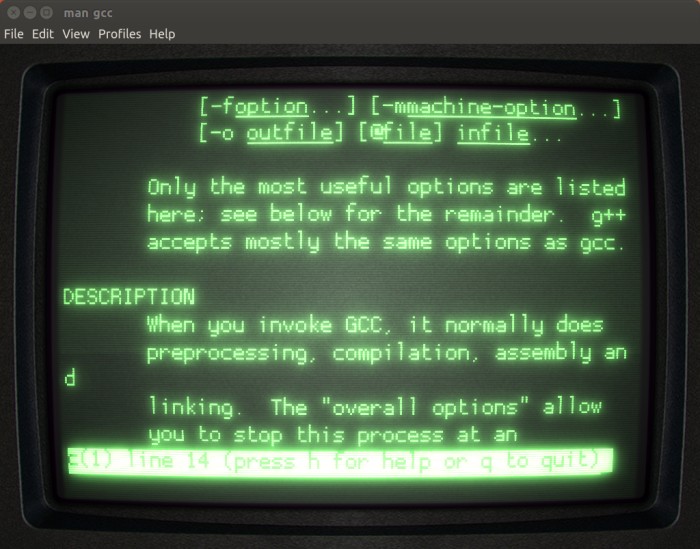 man gcc
File Edit View Profiles Help
[-foption...] [-mmachine-option...]
[-o outfile] [@file] infile...
Only the most useful options are listed
here; see below for the remainder.  g++
accepts mostly the same options as gcc.
DESCRIPTION
When you invoke GCC, it normally does
preprocessing, compilation, assembly an
d
linking.  The "overall options" allow
you to stop this process at an
c(1) line 14 (press h for help or q to quit)